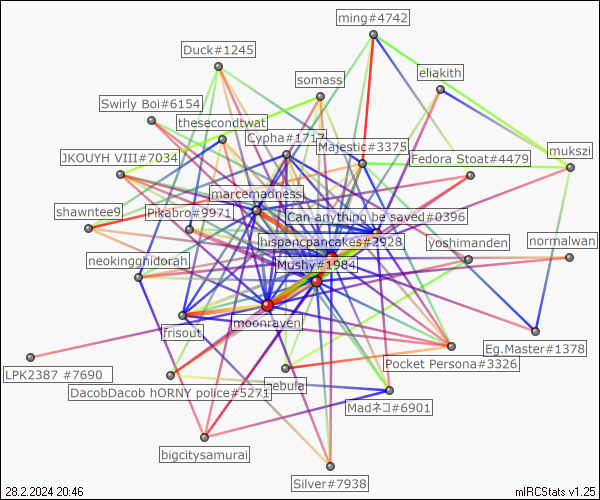 ming#4742
Duck#1245
eliakith
somass
Swirly Boi#6154
thesecondtwat
Cypha#1717
Majestic#3375
mukszi
JKOUYH VIII#7034
Fedora Stoat#4479
marcemadness
shawntee9
Pikabro#9971
Can anything be saved#0396
hispancpancakes#2928
yoshimanden
normalwan
neokingghidorah
Mushy#1984
frisout
moonraven
Eg.Master#1378
LPK2387 #7690
Pocket Persona#3326
DacobDacob hORNY police#5271
nebula
Madネコ#6901
bigcitysamurai
Silver#7938
28.2.2024 20:46
mIRCStats v1.25